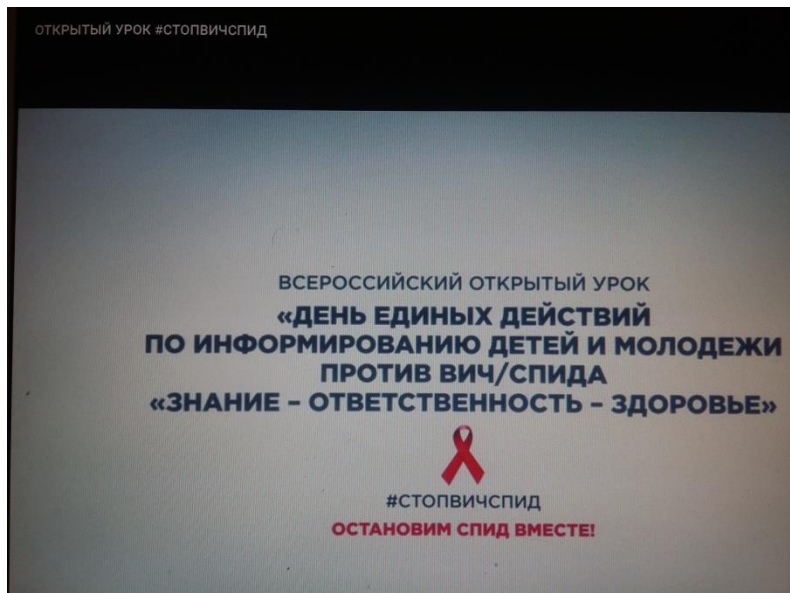 ОТКРЫТЫЙ УРОК #СТОПВИЧСПИД
ВСЕРОССИЙСКИЙ ОТКРЫТЫЙ УРОК
«ДЕНЬ ЕДИНЫХ ДЕЙСТВИЙ
ПО ИНФОРМИРОВАНИЮ ДЕТЕЙ И МОЛОДЕЖИ
ПРОТИВ ВИЧ/СПИДА
«ЗНАНИЕ – ОТВЕТСТВЕННОСТЬ – ЗДОРОВЬЕ»
#СТОПВИЧСПИД
ОСТАНОВИМ СПИД ВМЕСТЕ!